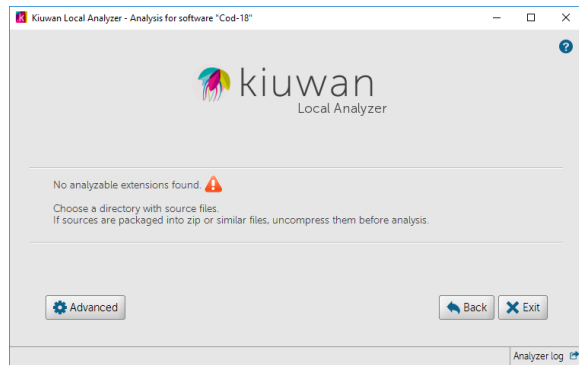 Kiuwan Local Analyzer - Analysis for software "Cod-18"
kiuwan
Local Analyzer
No analyzable extensions found.
Choose a directory with source files.
If sources are packaged into zip or similar files, uncompress them before analysis.
Advanced
Back
Exit
Analyzer log